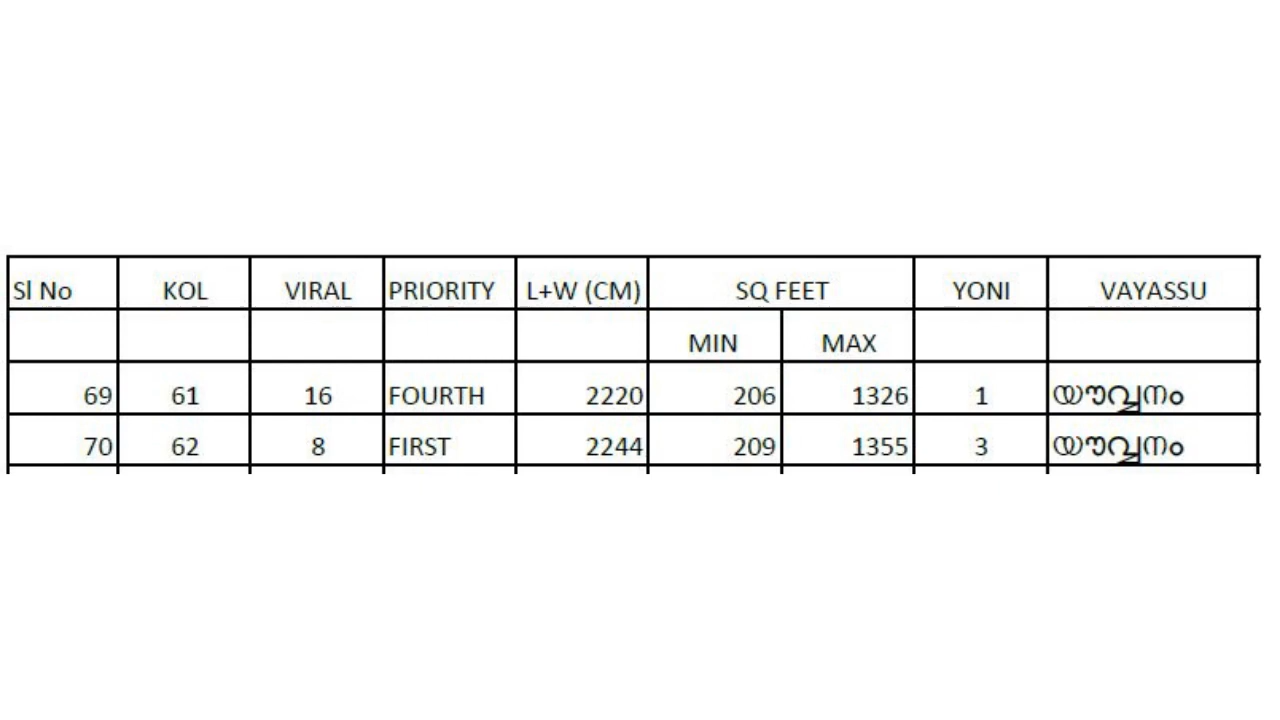 Sl No KOL VIRAL PRIORITY L+W (CM) SQ FEET YONI VAYASSU
MIN MAX
69 61 16 FOURTH 2220 206 1326 1 യൗവ്വനം
70 62 8 FIRST 2244 209 1355 3 യൗവ്വനം